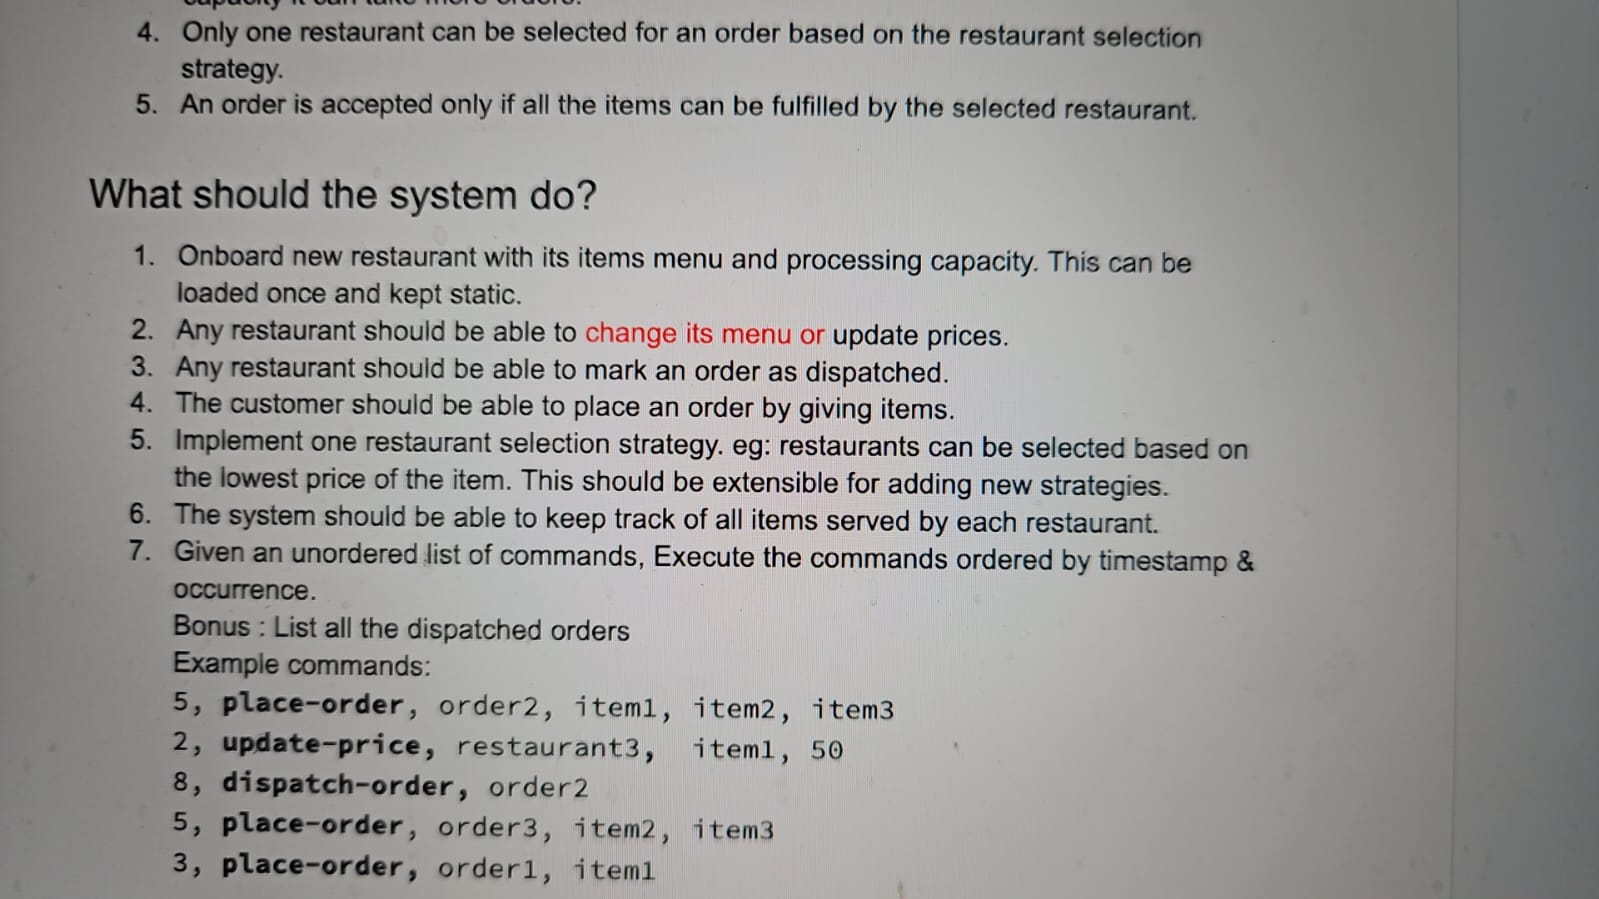 capacity it can take more orders.
4. Only one restaurant can be selected for an order based on the restaurant selection
strategy.
5. An order is accepted only if all the items can be fulfilled by the selected restaurant.
What should the system do?
1. Onboard new restaurant with its items menu and processing capacity. This can be
loaded once and kept static.
2. Any restaurant should be able to change its menu or update prices.
3. Any restaurant should be able to mark an order as dispatched.
4. The customer should be able to place an order by giving items.
5. Implement one restaurant selection strategy. eg: restaurants can be selected based on
the lowest price of the item. This should be extensible for adding new strategies.
6. The system should be able to keep track of all items served by each restaurant.
7. Given an unordered list of commands, Execute the commands ordered by timestamp &
occurrence.
Bonus : List all the dispatched orders
Example commands:
5, place-order, order2, item1, item2, item3
2, update-price, restaurant3, item1, 50
8, dispatch-order, order2
5, place-order, order3, item2, item3
3, place-order, order1, item1